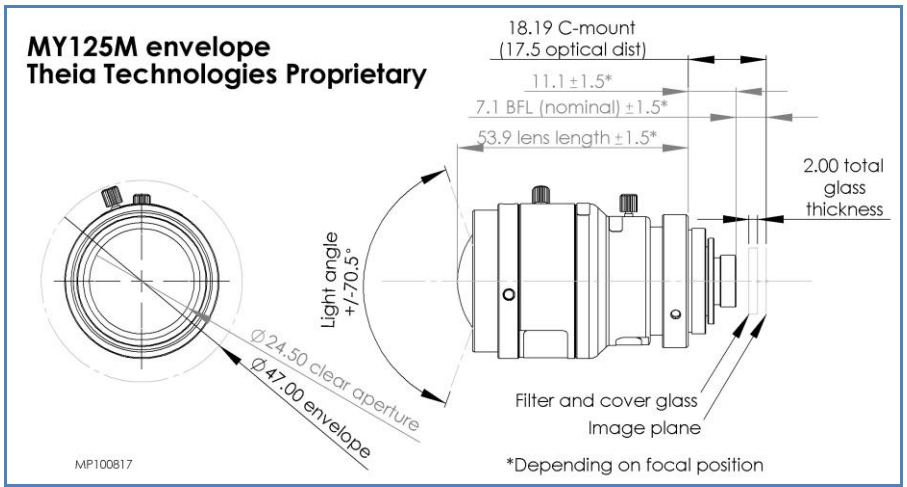 MY125M envelope
Theia Technologies Proprietary
18.19 C-mount
(17.5 optical dist)
11.1 ±1.5*
7.1 BFL (nominal) ±1.5*
53.9 lens length ±1.5*
2.00 total
glass
thickness
Light angle
+/-70.5°
Ø24.50 clear aperture
Ø47.00 envelope
Filter and cover glass
Image plane
MP100817
*Depending on focal position